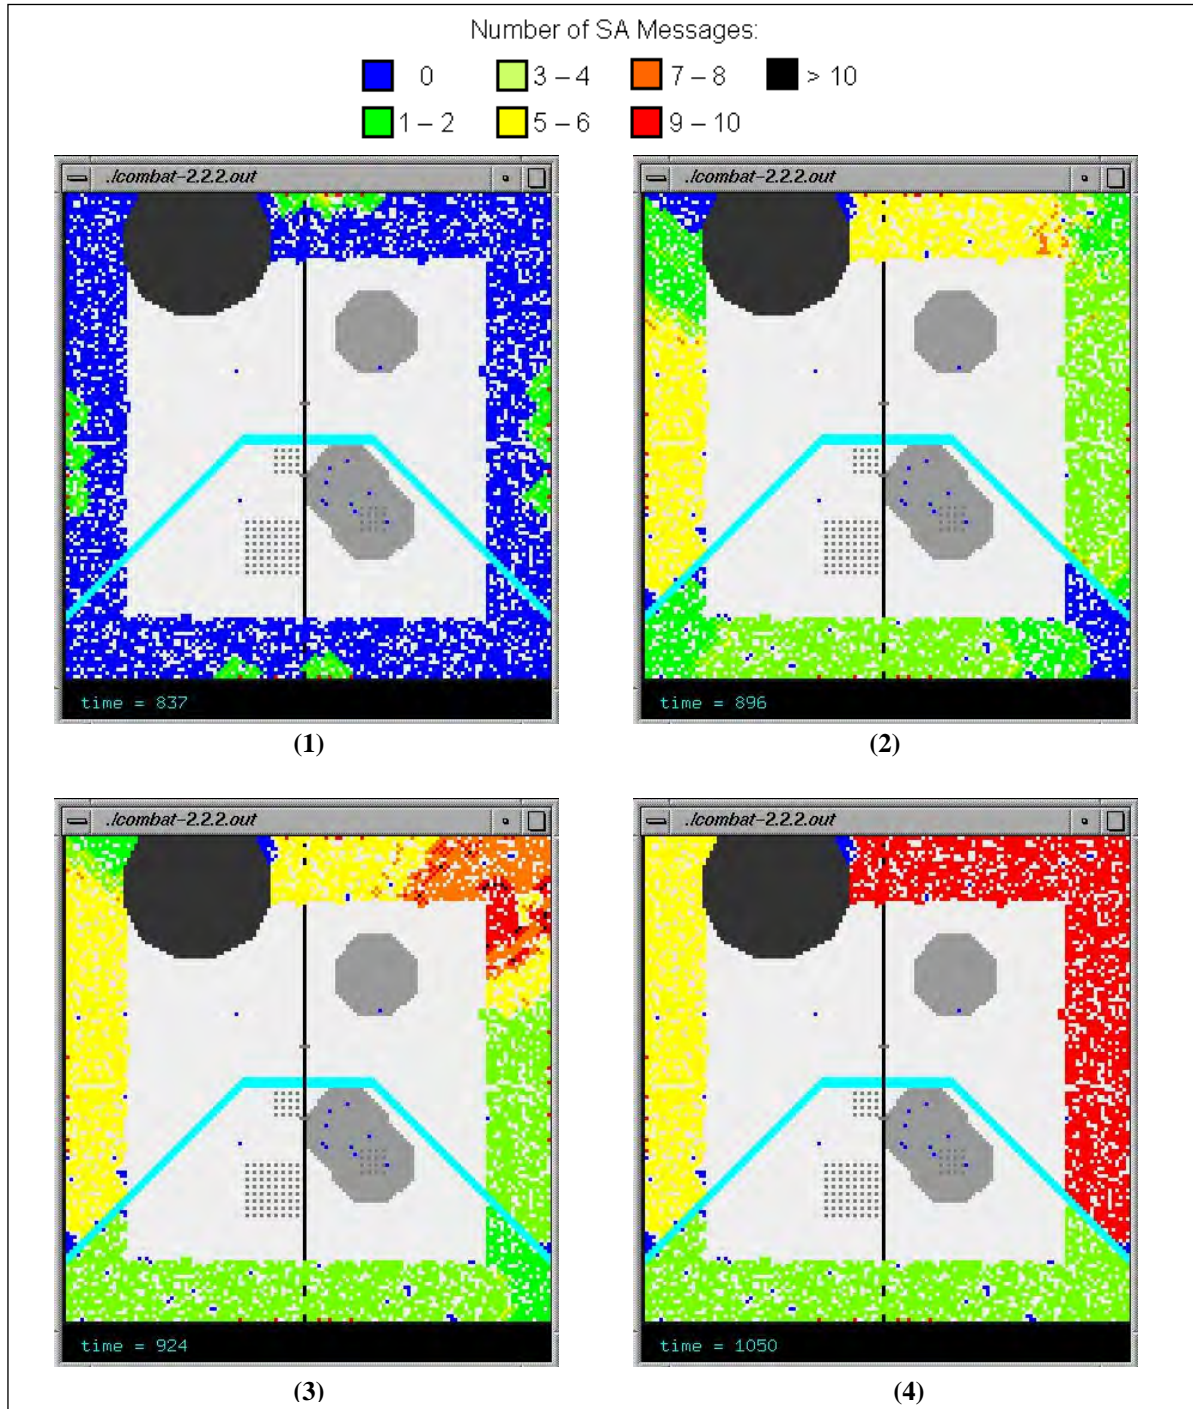 Number of SA Messages:
0 3 – 4 7 – 8 > 10
1 – 2 5 – 6 9 – 10
./combat-2.2.2.out ./combat-2.2.2.out
time = 837 time = 896
(1) (2)
./combat-2.2.2.out ./combat-2.2.2.out
time = 924 time = 1050
(3) (4)